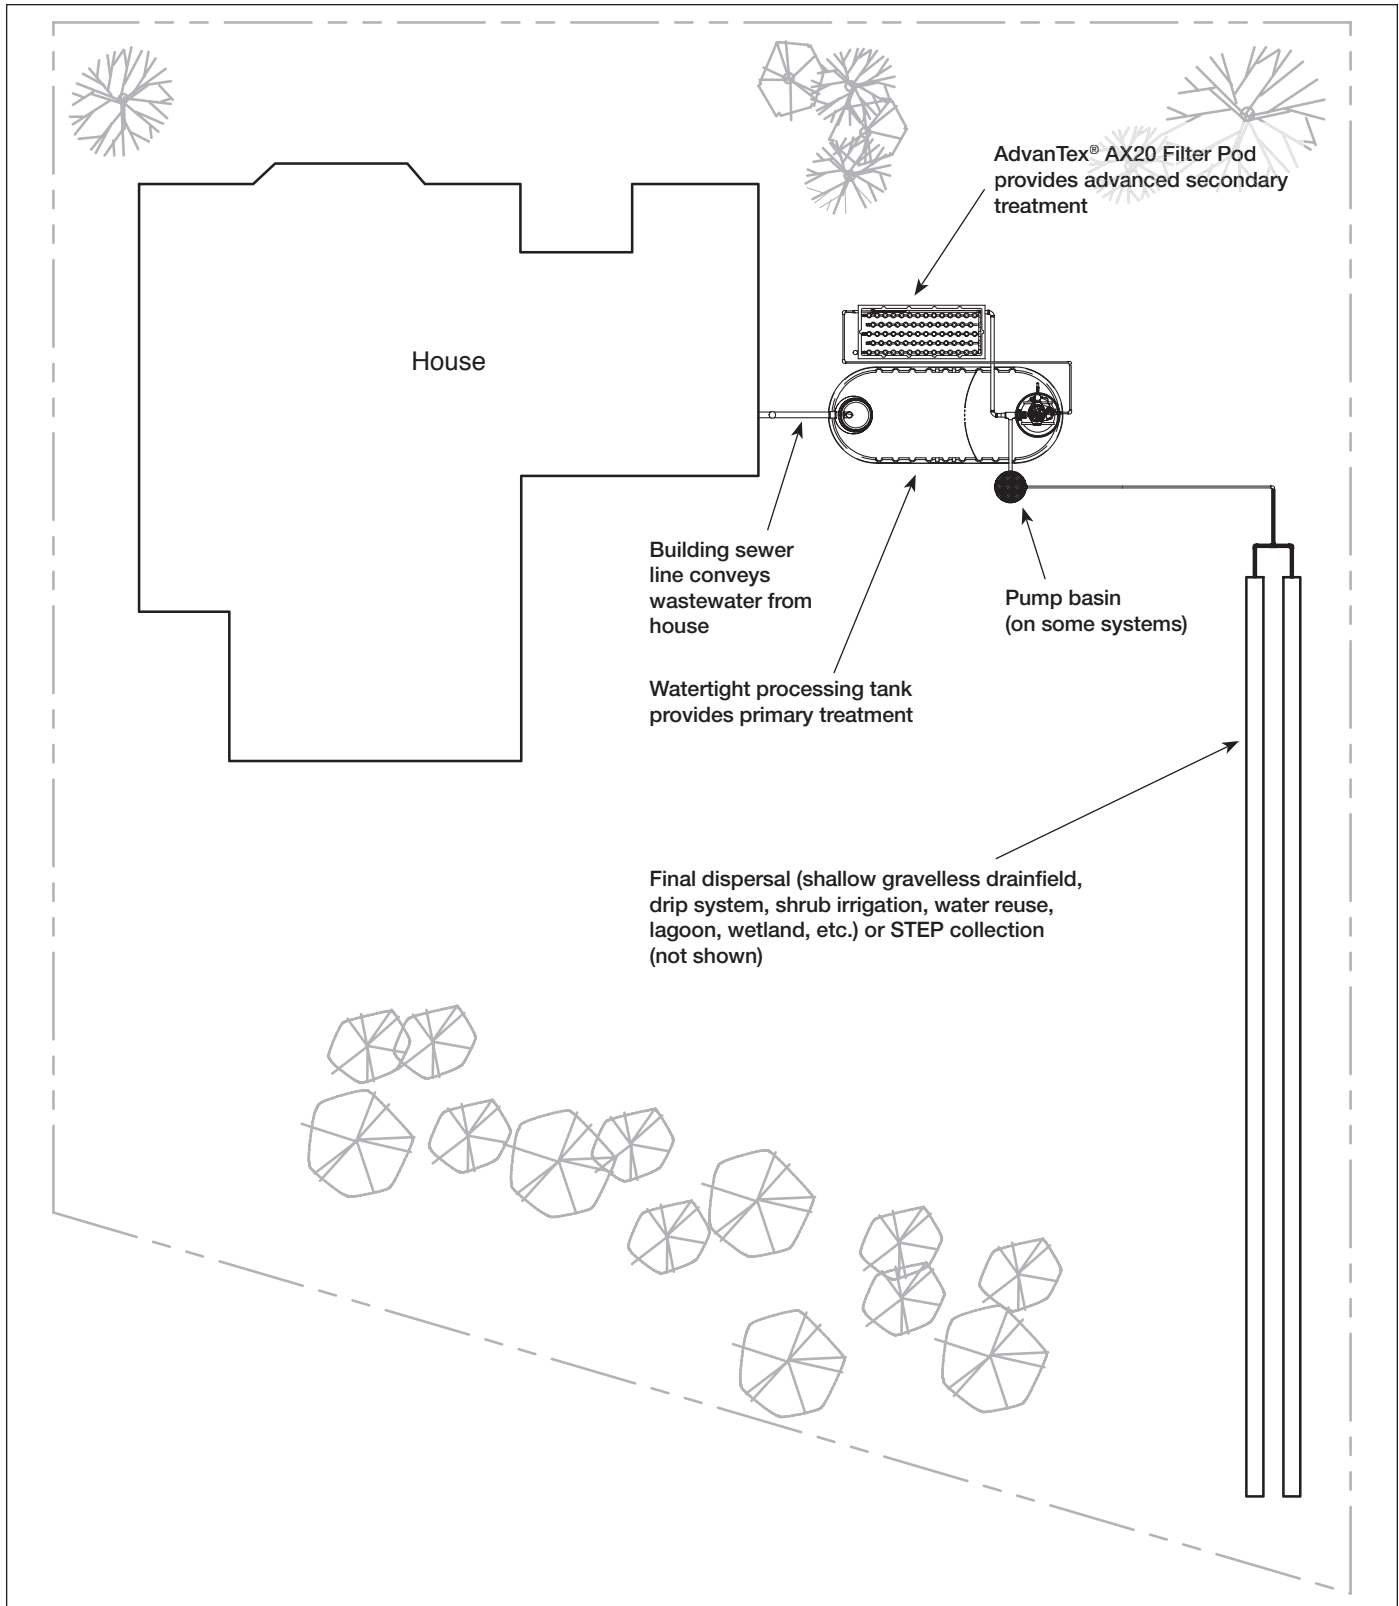 AdvanTex® AX20 Filter Pod
provides advanced secondary
treatment
House
Building sewer
line conveys
wastewater from
house
Pump basin
(on some systems)
Watertight processing tank
provides primary treatment
Final dispersal (shallow gravelless drainfield,
drip system, shrub irrigation, water reuse,
lagoon, wetland, etc.) or STEP collection
(not shown)